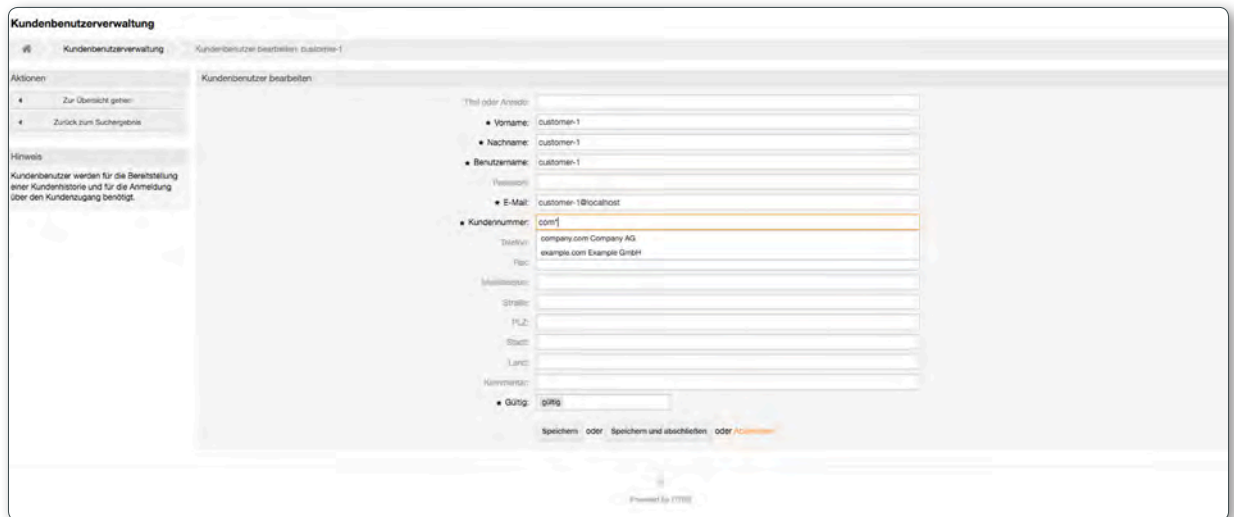 Kundenbenutzerverwaltung
Kundenbenutzerverwaltung
Kundenbenutzer bearbeiten: customer-1
Aktionen
Zur Übersicht gehen
Zurück zum Suchergebnis
Hinweis
Kundenbenutzer werden für die Bereitstellung
einer Kundenhistorie und für die Anmeldung
über den Kundenzugang benötigt.
Kundenbenutzer bearbeiten
Titel oder Anrede:
★ Vorname: customer-1
★ Nachname: customer-1
★ Benutzername: customer-1
Passwort:
★ E-Mail: customer-1@localhost
★ Kundennummer: com*
company.com Company AG
example.com Example GmbH
Telefon:
Fax:
Mobiltelefon:
Straße:
PLZ:
Stadt:
Land:
Kommentar:
★ Gültig: gültig
Speichern oder Speichern und abschließen oder Abbrechen
Powered by OTRS